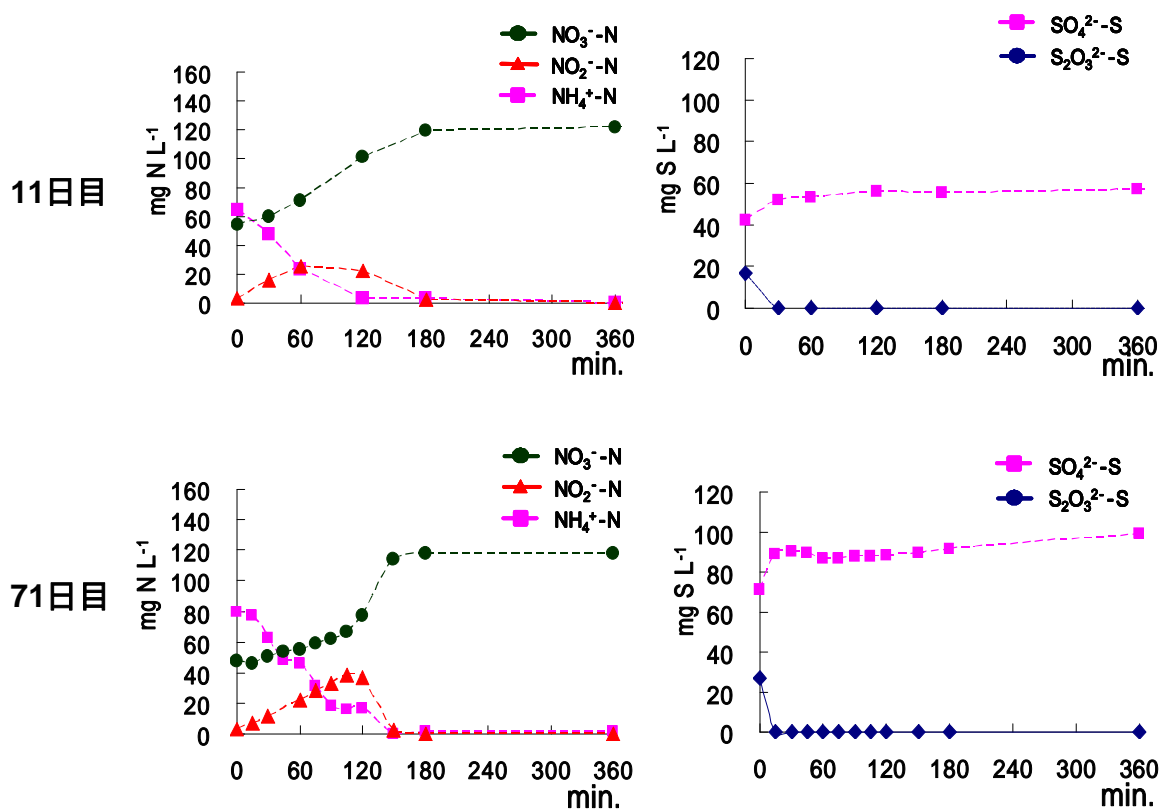 11日目
NO₃⁻-N
NO₂⁻-N
NH₄⁺-N
mg N L⁻¹
160
140
120
100
80
60
40
20
0
0 60 120 180 240 300 360
min.
SO₄²⁻-S
S₂O₃²⁻-S
mg S L⁻¹
120
100
80
60
40
20
0
0 60 120 180 240 300 360
min.
71日目
NO₃⁻-N
NO₂⁻-N
NH₄⁺-N
mg N L⁻¹
160
140
120
100
80
60
40
20
0
0 60 120 180 240 300 360
min.
SO₄²⁻-S
S₂O₃²⁻-S
mg S L⁻¹
120
100
80
60
40
20
0
0 60 120 180 240 300 360
min.